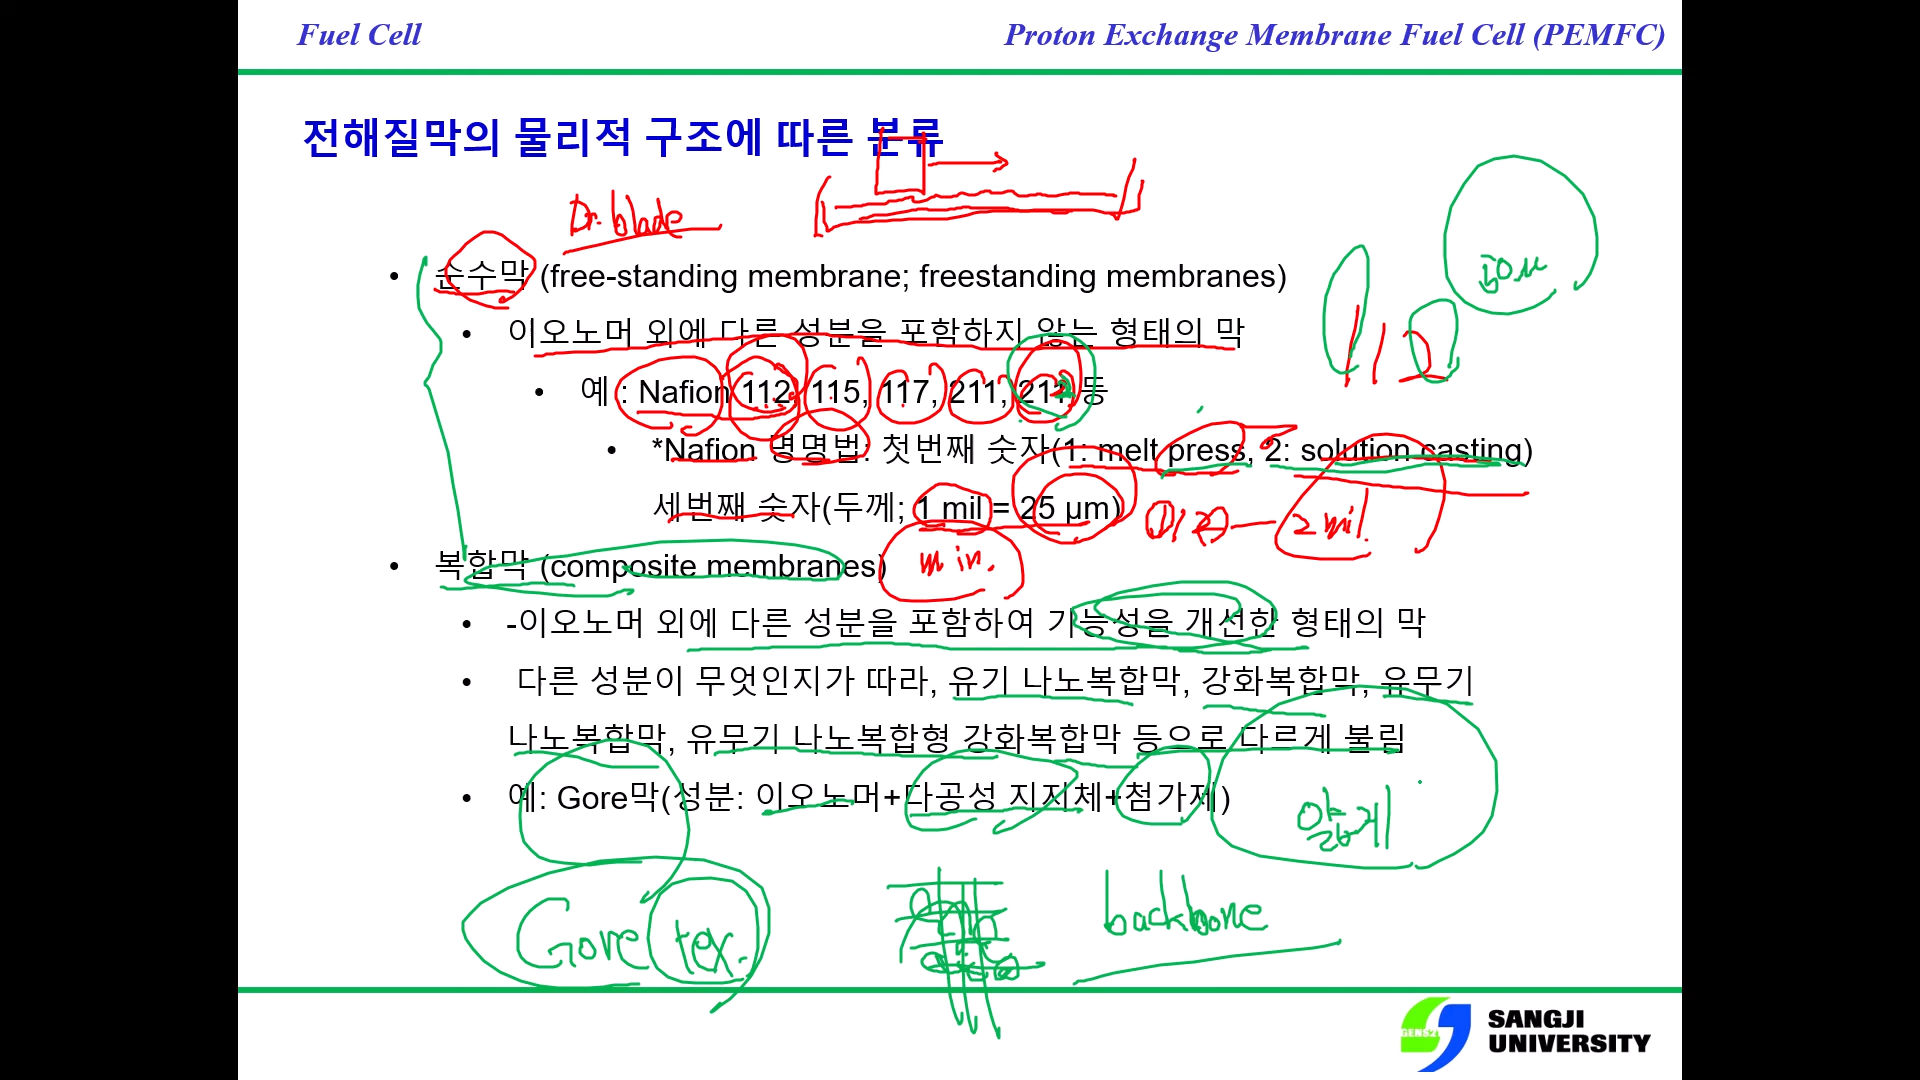 Fuel Cell
Proton Exchange Membrane Fuel Cell (PEMFC)
전해질막의 물리적 구조에 따른 분류
Dr. blade
• 순수막 (free-standing membrane; freestanding membranes)
50μ
112
• 이오노머 외에 다른 성분을 포함하지 않는 형태의 막
• 예 : Nafion 112, 115, 117, 211, 212 등
• *Nafion 명명법: 첫번째 숫자(1: melt press, 2: solution casting)
세번째 숫자(두께; 1 mil = 25 μm)
112 — 2 mil.
• 복합막 (composite membranes)
m in.
• -이오노머 외에 다른 성분을 포함하여 기능성을 개선한 형태의 막
• 다른 성분이 무엇인지가 따라, 유기 나노복합막, 강화복합막, 유무기
나노복합막, 유무기 나노복합형 강화복합막 등으로 다르게 불림
• 예: Gore막(성분: 이오노머+다공성 지지체+첨가제)
얇게
Gore tex.
backbone
GENS21
SANGJI
UNIVERSITY